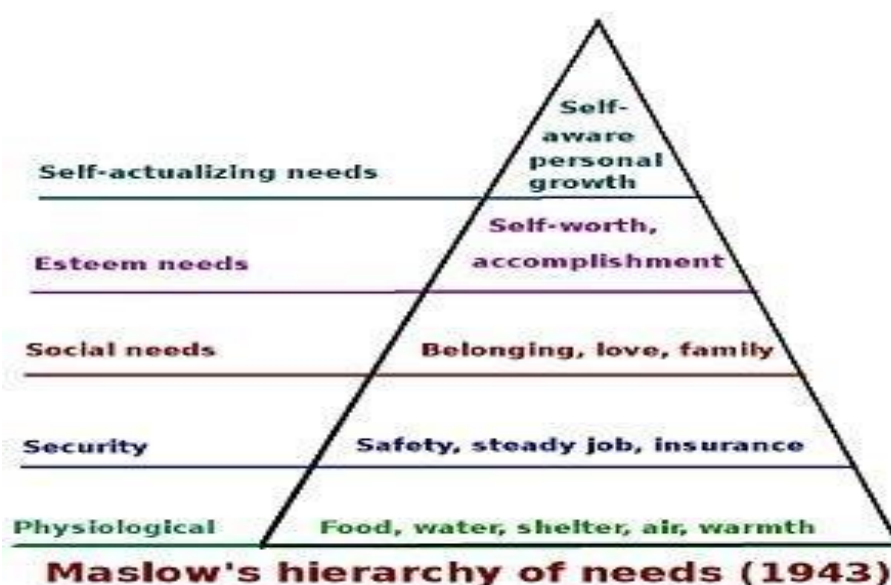 Self-
aware
personal
growth
Self-actualizing needs
Self-worth,
accomplishment
Esteem needs
Social needs
Belonging, love, family
Security
Safety, steady job, insurance
Physiological
Food, water, shelter, air, warmth
Maslow's hierarchy of needs (1943)